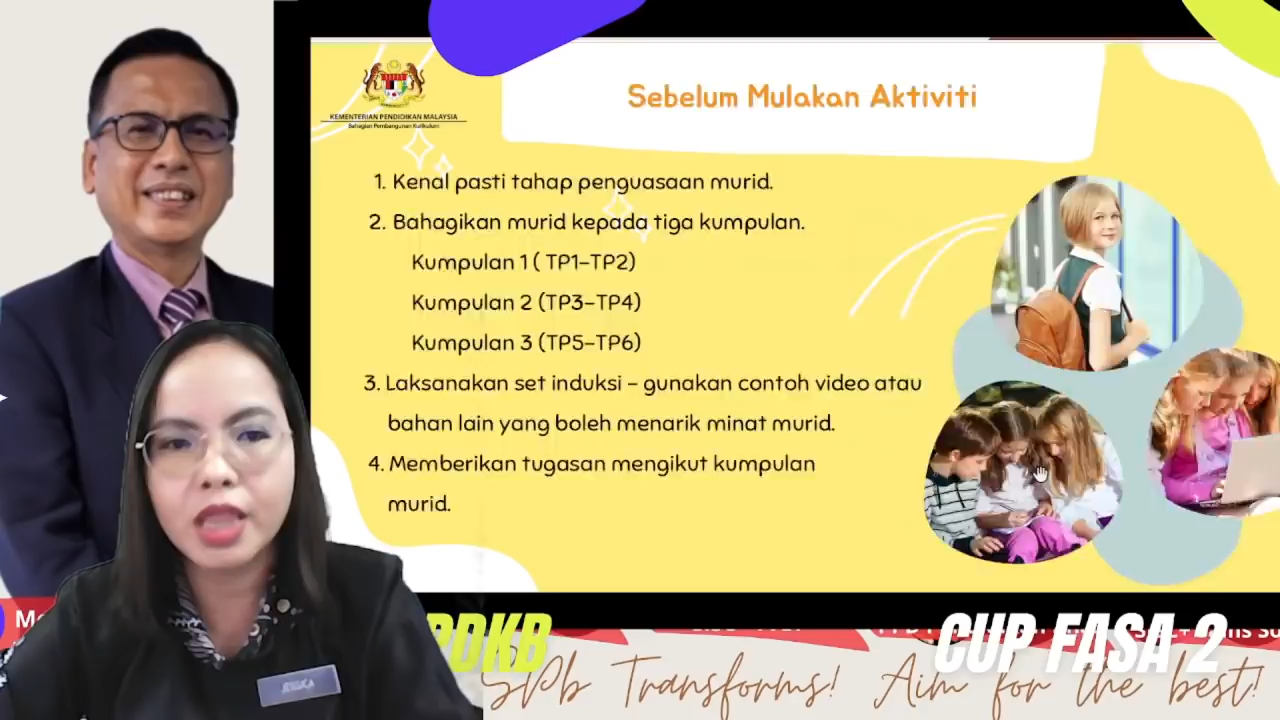 Sebelum Mulakan Aktiviti
KEMENTERIAN PENDIDIKAN MALAYSIA
Bahagian Pembangunan Kurikulum
1. Kenal pasti tahap penguasaan murid.
2. Bahagikan murid kepada tiga kumpulan.
Kumpulan 1 ( TP1-TP2)
Kumpulan 2 (TP3-TP4)
Kumpulan 3 (TP5-TP6)
3. Laksanakan set induksi - gunakan contoh video atau
bahan lain yang boleh menarik minat murid.
4. Memberikan tugasan mengikut kumpulan
murid.
PDKB
CUP FASA 2
SPb Transforms! Aim for the best!